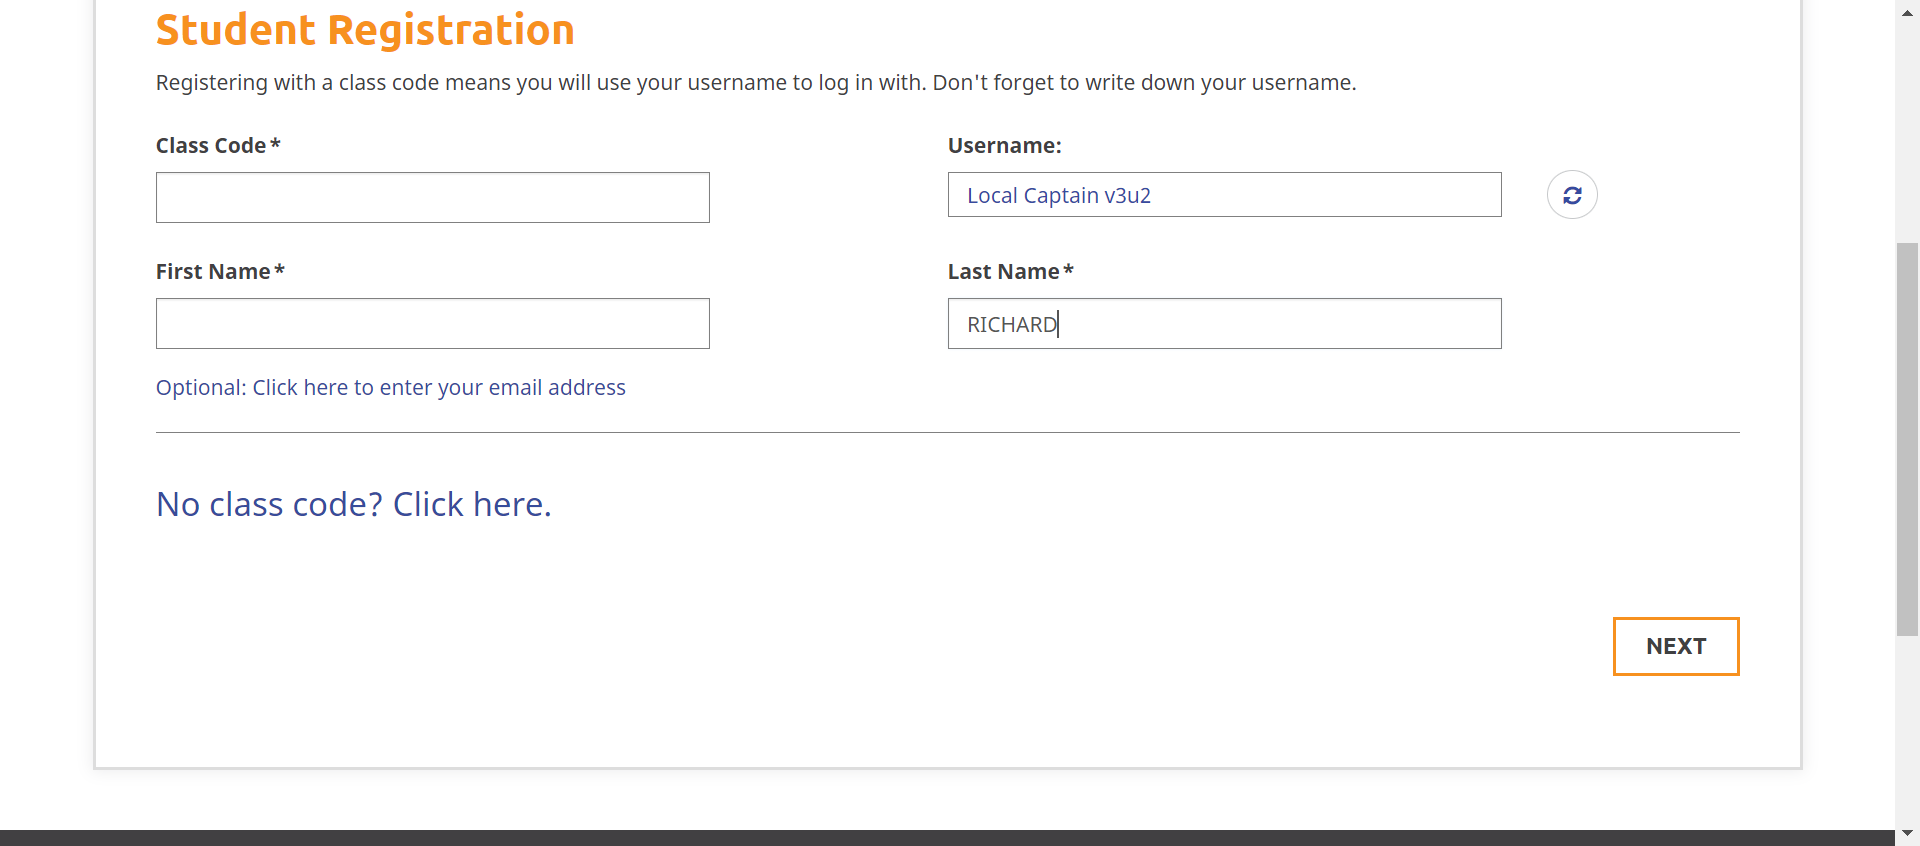 Student Registration
Registering with a class code means you will use your username to log in with. Don't forget to write down your username.
Class Code*
Username:
Local Captain v3u2
First Name*
Last Name*
RICHARD
Optional: Click here to enter your email address
No class code? Click here.
NEXT